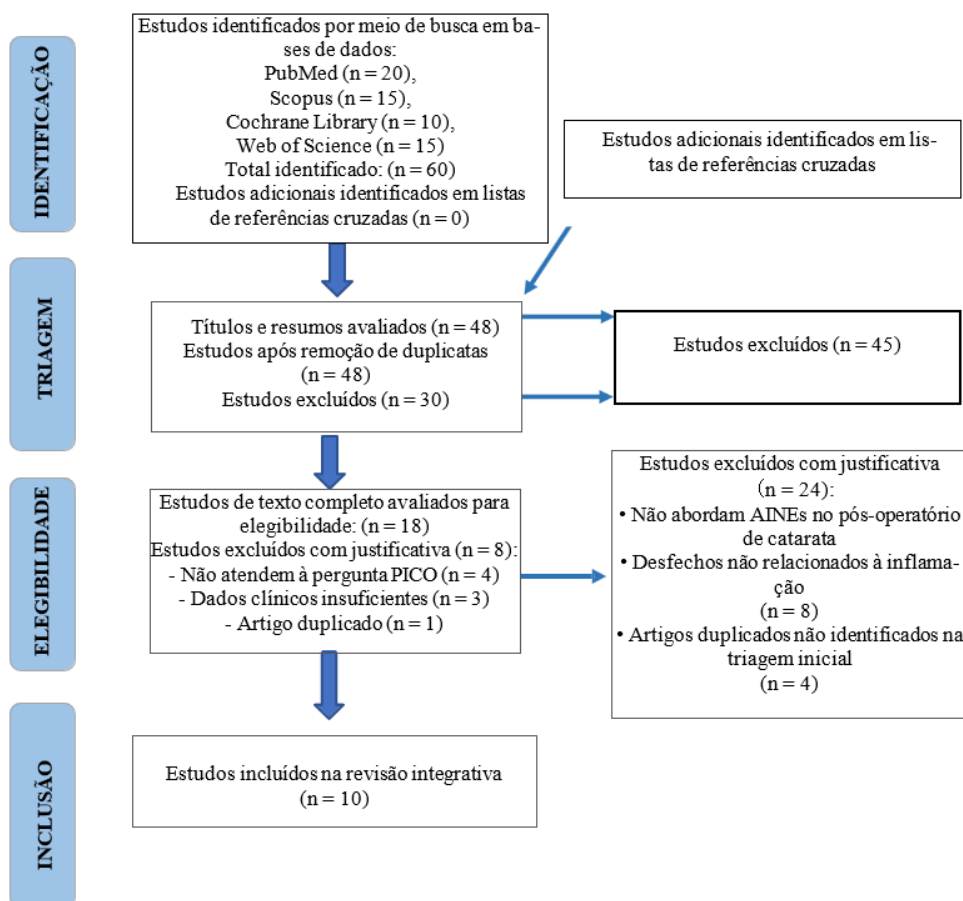 IDENTIFICAÇÃO
Estudos identificados por meio de busca em ba-
ses de dados:
PubMed (n = 20),
Scopus (n = 15),
Cochrane Library (n = 10),
Web of Science (n = 15)
Total identificado: (n = 60)
Estudos adicionais identificados em listas
de referências cruzadas (n = 0)
Estudos adicionais identificados em lis-
tas de referências cruzadas
TRIAGEM
Títulos e resumos avaliados (n = 48)
Estudos após remoção de duplicatas
(n = 48)
Estudos excluídos (n = 30)
Estudos excluídos (n = 45)
ELEGIBILIDADE
Estudos de texto completo avaliados para
elegibilidade: (n = 18)
Estudos excluídos com justificativa (n = 8):
- Não atendem à pergunta PICO (n = 4)
- Dados clínicos insuficientes (n = 3)
- Artigo duplicado (n = 1)
Estudos excluídos com justificativa
(n = 24):
• Não abordam AINEs no pós-operatório
de catarata
• Desfechos não relacionados à inflama-
ção
(n = 8)
• Artigos duplicados não identificados na
triagem inicial
(n = 4)
INCLUSÃO
Estudos incluídos na revisão integrativa
(n = 10)